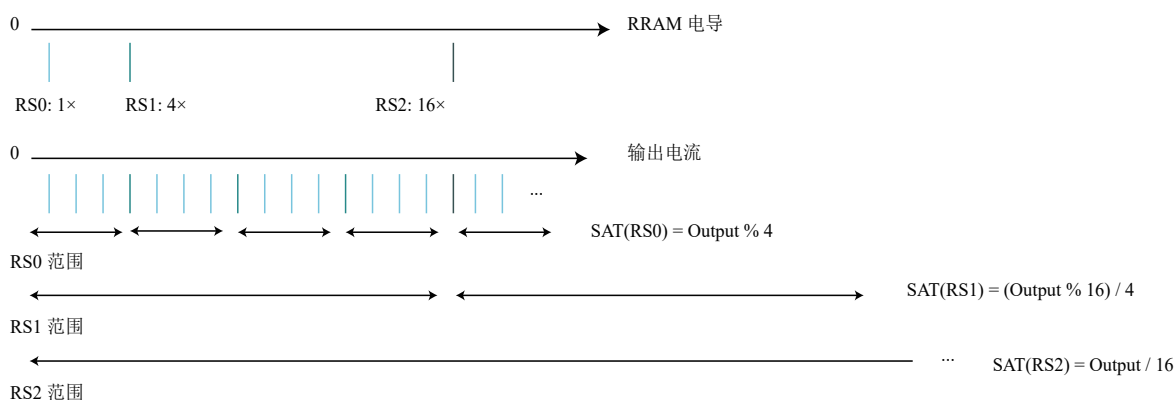 0
RRAM 电导
RS0: 1×
RS1: 4×
RS2: 16×
0
输出电流
...
SAT(RS0) = Output % 4
RS0 范围
SAT(RS1) = (Output % 16) / 4
RS1 范围
...
SAT(RS2) = Output / 16
RS2 范围